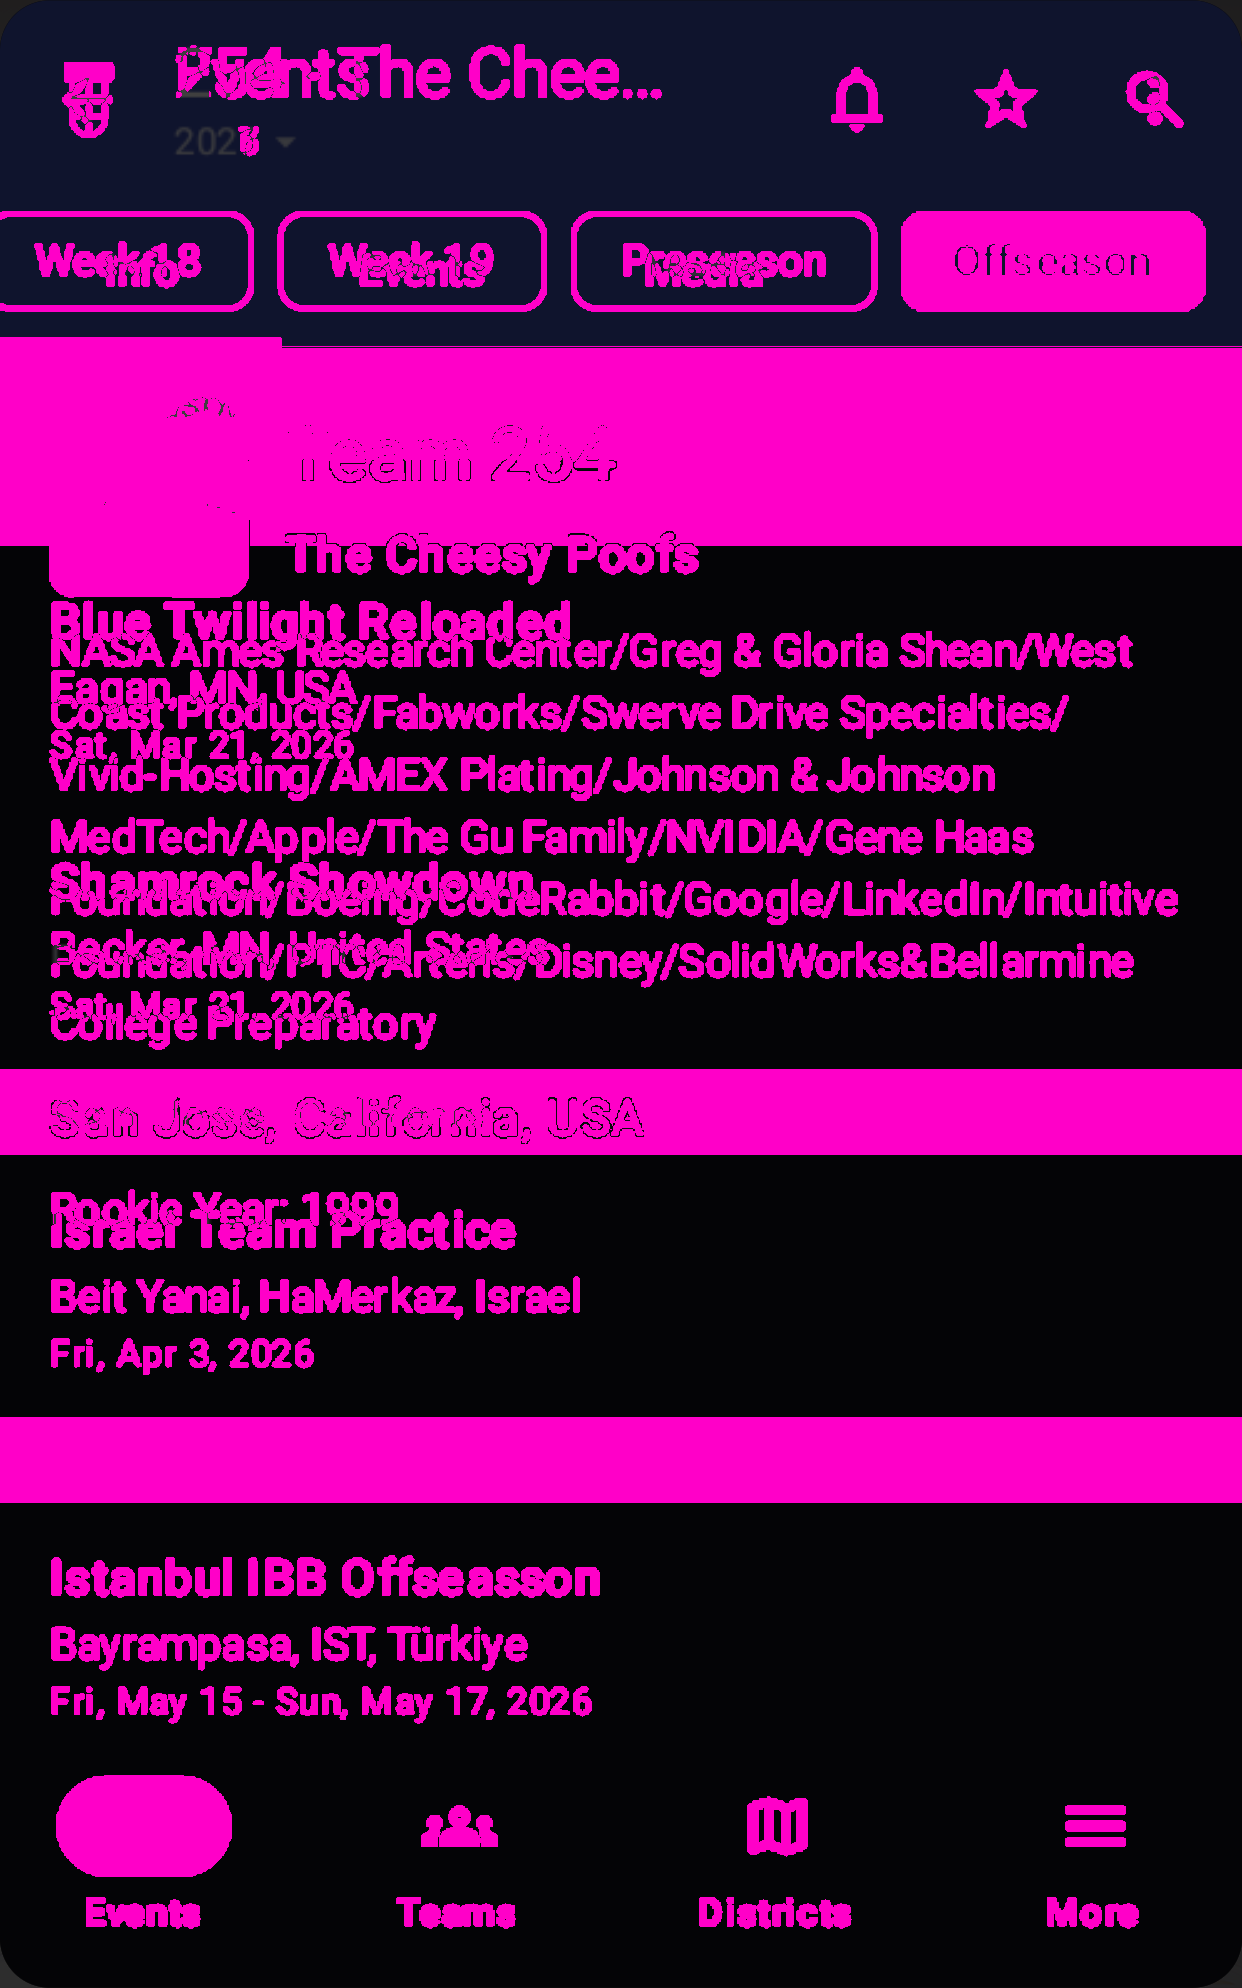 Events
254 - The Chee...
202
Week 18
Info
Week 19
Events
Preseason
Media
Offseason
Team 254
The Cheesy Poofs
Blue Twilight Reloaded
NASA Ames Research Center/Greg & Gloria Shean/West
Eagan, MN, USA
Coast Products/Fabworks/Swerve Drive Specialties/
Sat, Mar 21, 2026
Vivid-Hosting/AMEX Plating/Johnson & Johnson
MedTech/Apple/The Gu Family/NVIDIA/Gene Haas
Shamrock Showdown
Foundation/Boeing/CodeRabbit/Google/LinkedIn/Intuitive
Becker, MN, United States
Foundation/PTC/Arteris/Disney/SolidWorks&Bellarmine
Sat, Mar 21, 2026
College Preparatory
San Jose, California, USA
Rookie Year: 1999
Israel Team Practice
Beit Yanai, HaMerkaz, Israel
Fri, Apr 3, 2026
Istanbul IBB Offseasson
Bayrampasa, IST, Türkiye
Fri, May 15 - Sun, May 17, 2026
Events
Teams
Districts
More